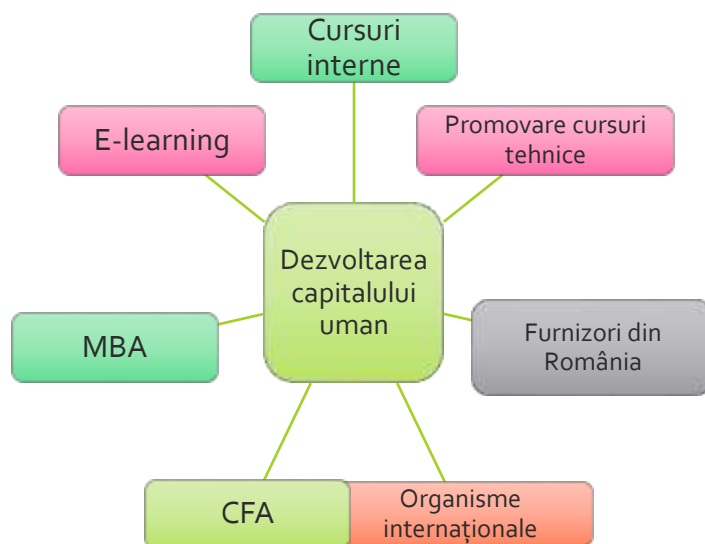 Cursuri
interne
E-learning
Promovare cursuri
tehnice
Dezvoltarea
capitalului
uman
MBA
Furnizori din
România
CFA
Organisme
internaționale